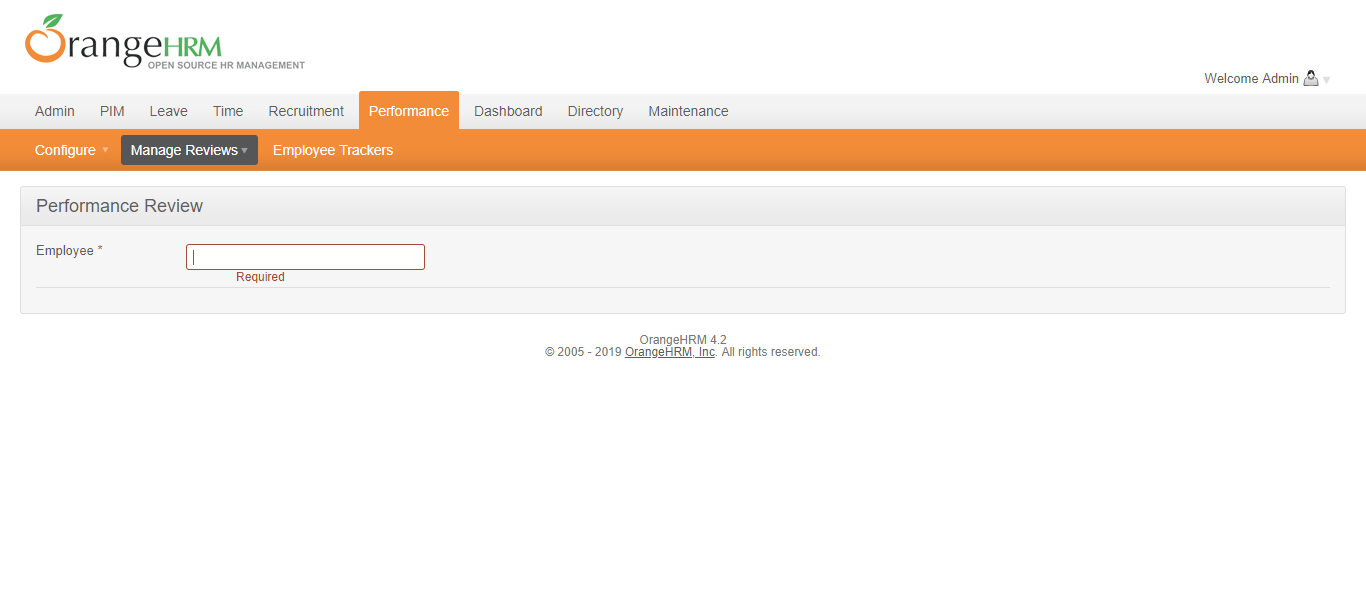 OrangeHRM
OPEN SOURCE HR MANAGEMENT
Welcome Admin
Admin PIM Leave Time Recruitment Performance Dashboard Directory Maintenance
Configure Manage Reviews Employee Trackers
Performance Review
Employee *
Required
OrangeHRM 4.2
© 2005 - 2019 OrangeHRM, Inc. All rights reserved.